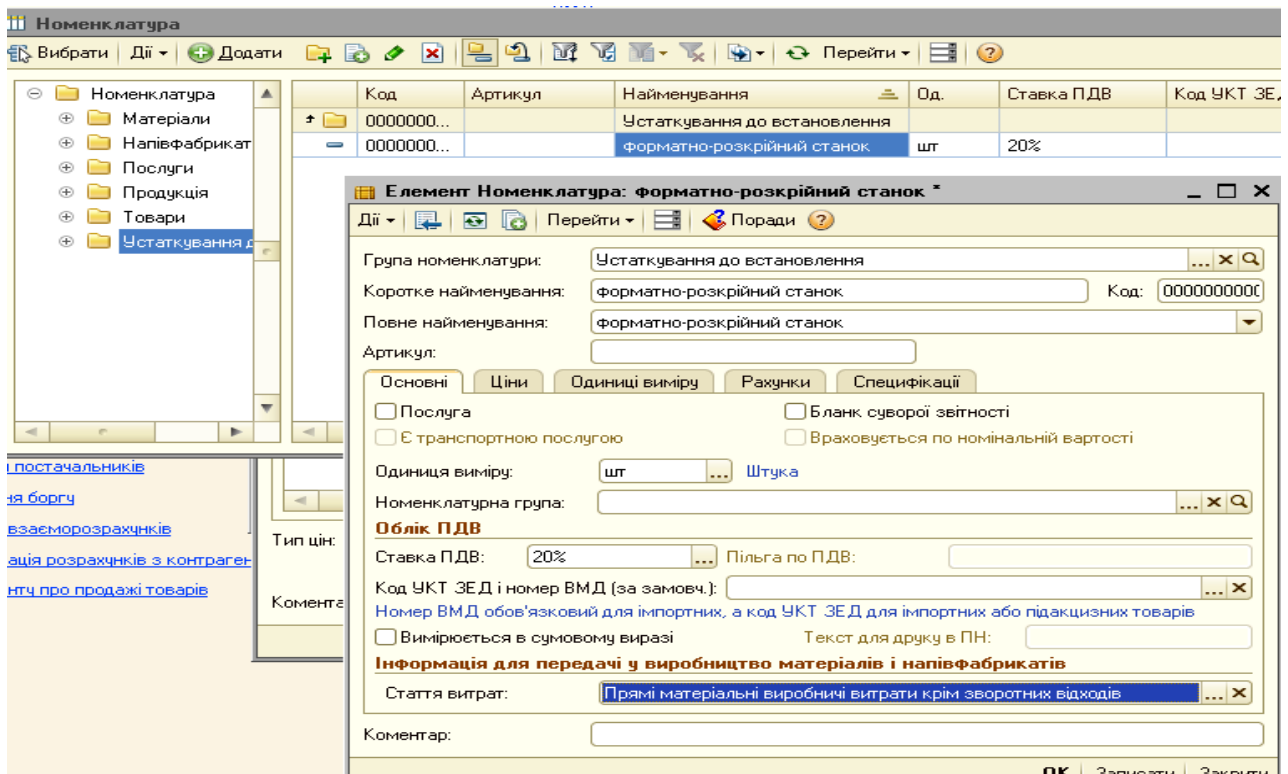 Номенклатура
Вибрати Дії Додати Перейти
Номенклатура
Матеріали
Напівфабрикат
Послуги
Продукція
Товари
Устаткування д
Код Артикул Найменування Од. Ставка ПДВ Код УКТ ЗЕД
0000000... Устаткування до встановлення
0000000... форматно-розкрійний станок шт 20%
Елемент Номенклатура: форматно-розкрійний станок *
Дії Перейти Поради
Група номенклатури: Устаткування до встановлення
Коротке найменування: форматно-розкрійний станок Код: 0000000000
Повне найменування: форматно-розкрійний станок
Артикул:
Основні Ціни Одиниці виміру Рахунки Специфікації
Послуга Бланк суворої звітності
Є транспортною послугою Враховується по номінальній вартості
Одиниця виміру: шт ... Штука
Номенклатурна група: ...
Облік ПДВ
Ставка ПДВ: 20% ... Пільга по ПДВ:
Код УКТ ЗЕД і номер ВМД (за замовч.): ...
Номер ВМД обов'язковий для імпортних, а код УКТ ЗЕД для імпортних або підакцизних товарів
Вимірюється в сумовому виразі Текст для друку в ПН:
Інформація для передачі у виробництво матеріалів і напівфабрикатів
Стаття витрат: Прямі матеріальні виробничі витрати крім зворотних відходів ...
Коментар:
ОК Записати Закрити
постачальників
ня боргу
взаєморозрахунків
ація розрахунків з контраген
нту про продажі товарів
Тип цін:
Комента